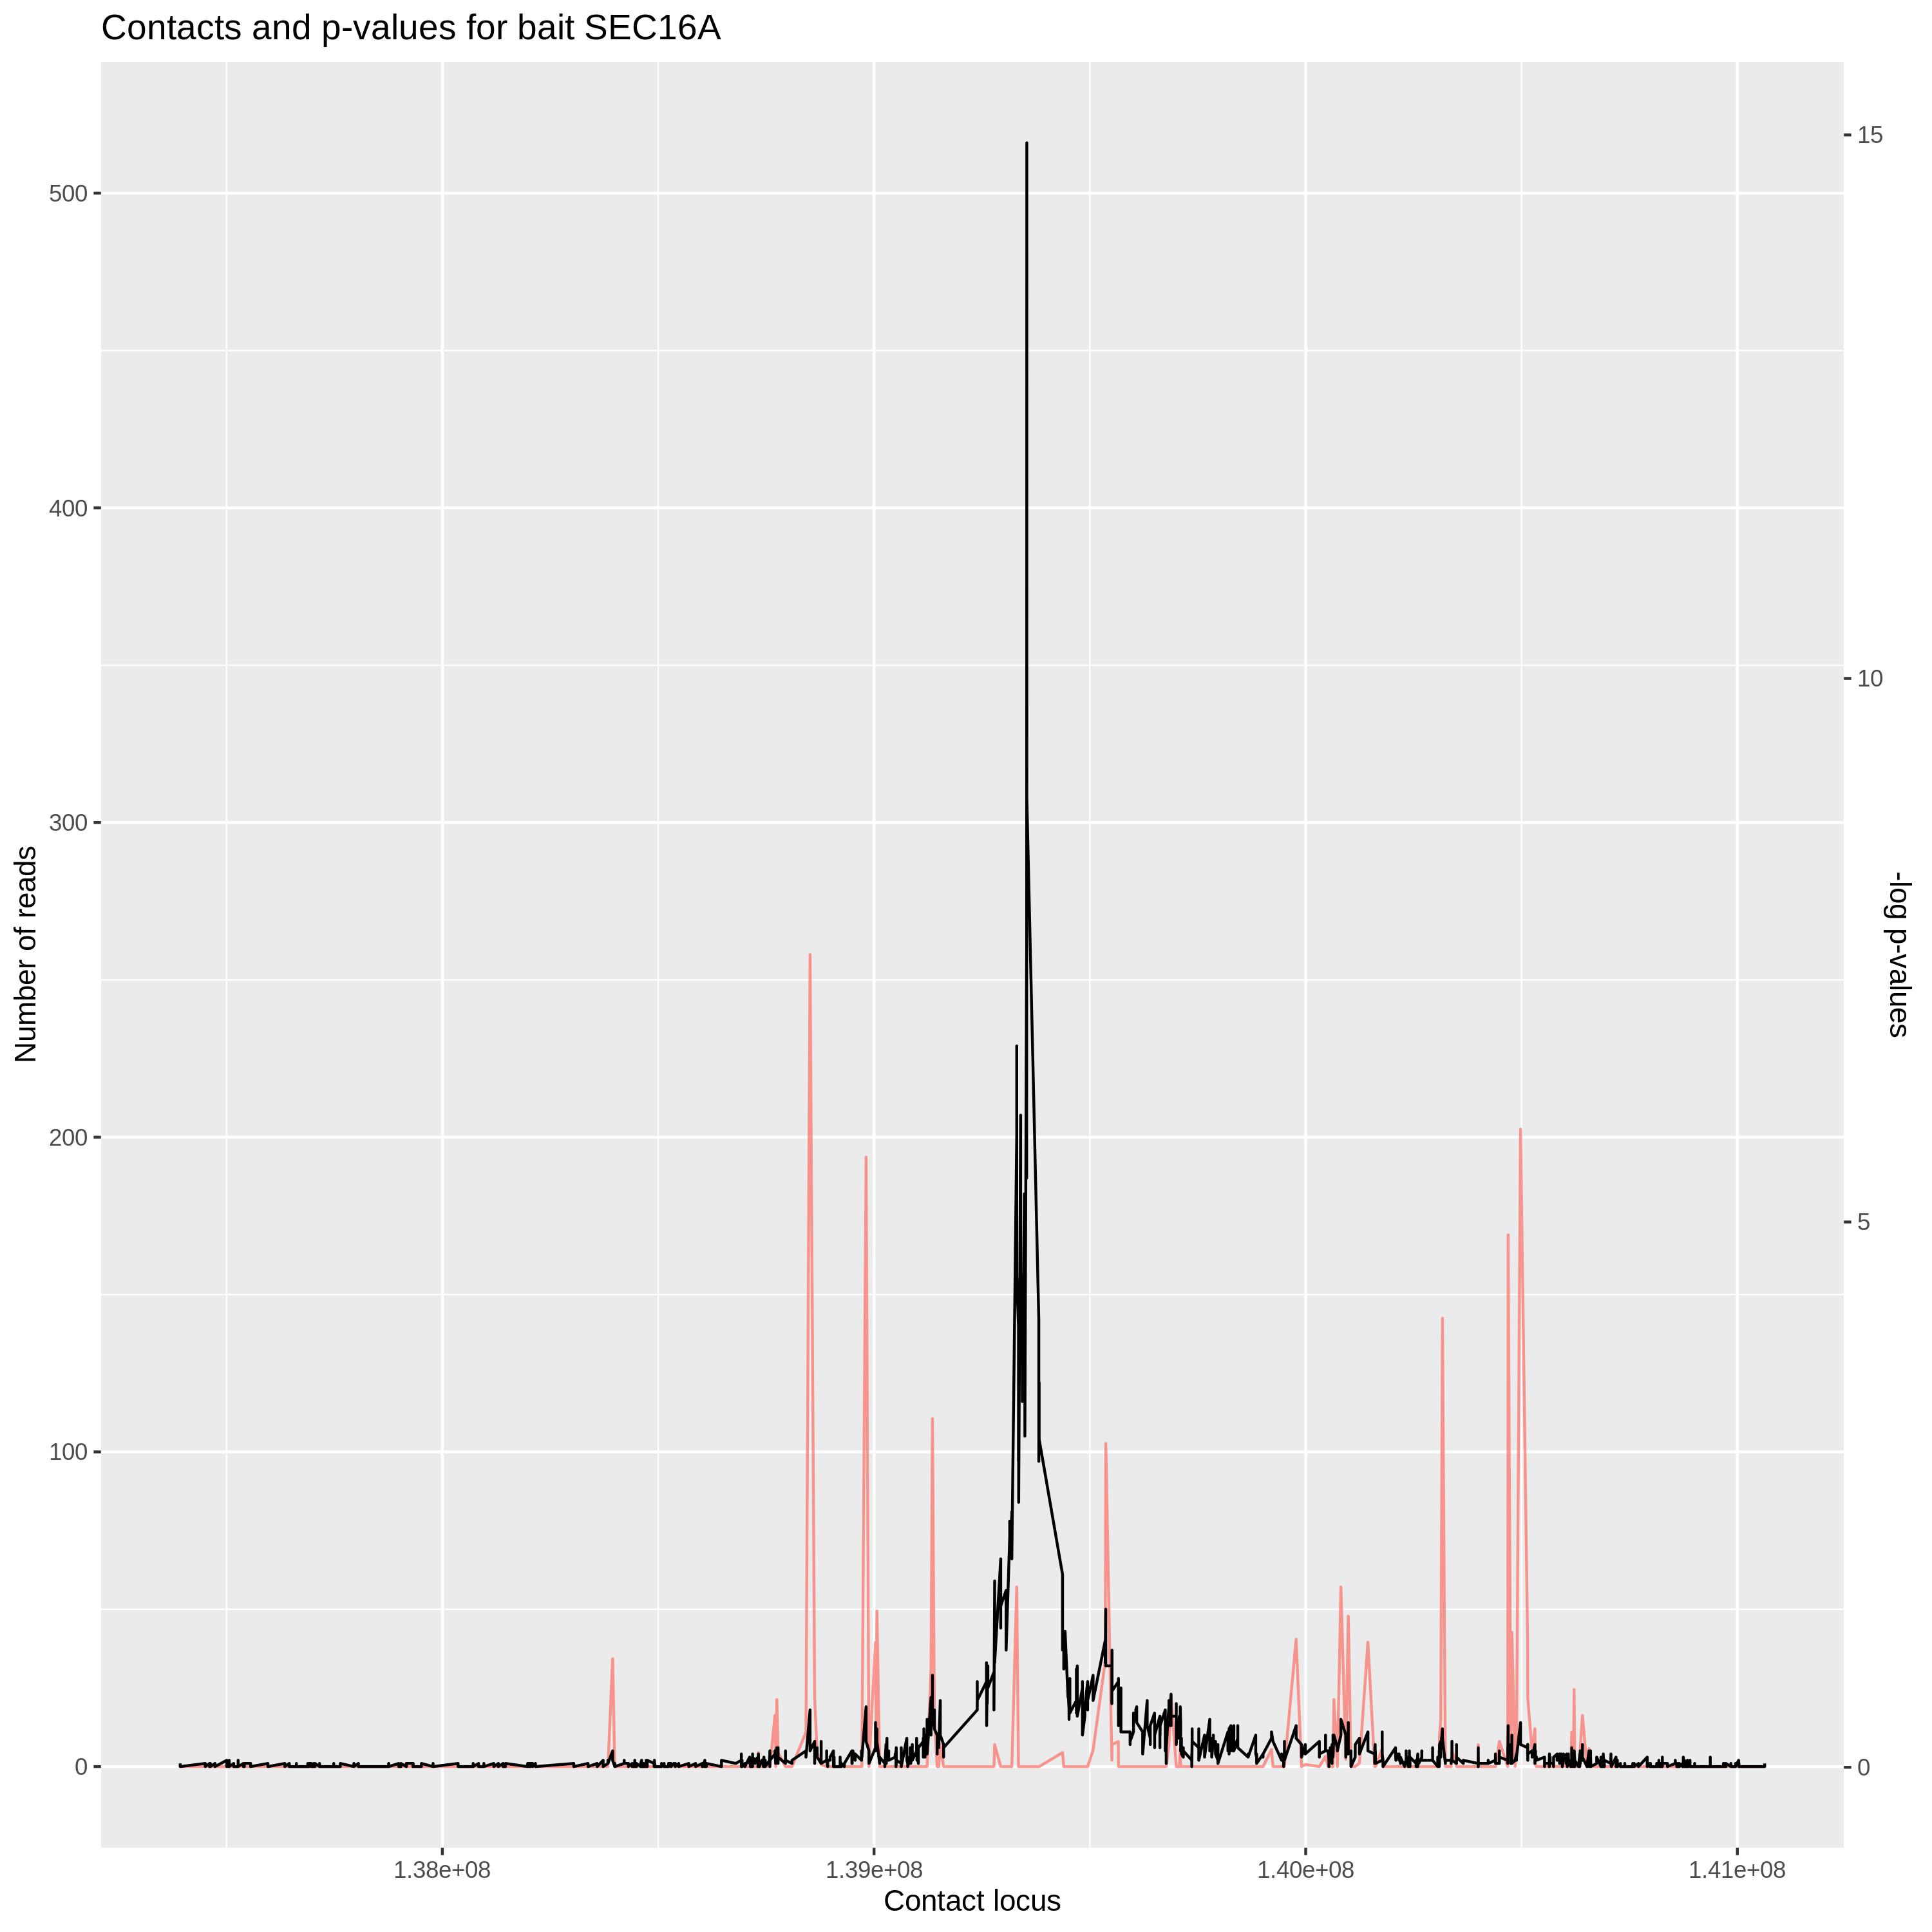 Contacts and p-values for bait SEC16A
500
400
300
200
100
0
Number of reads
15
10
5
0
-log p-values
1.38e+08
1.39e+08
1.40e+08
1.41e+08
Contact locus